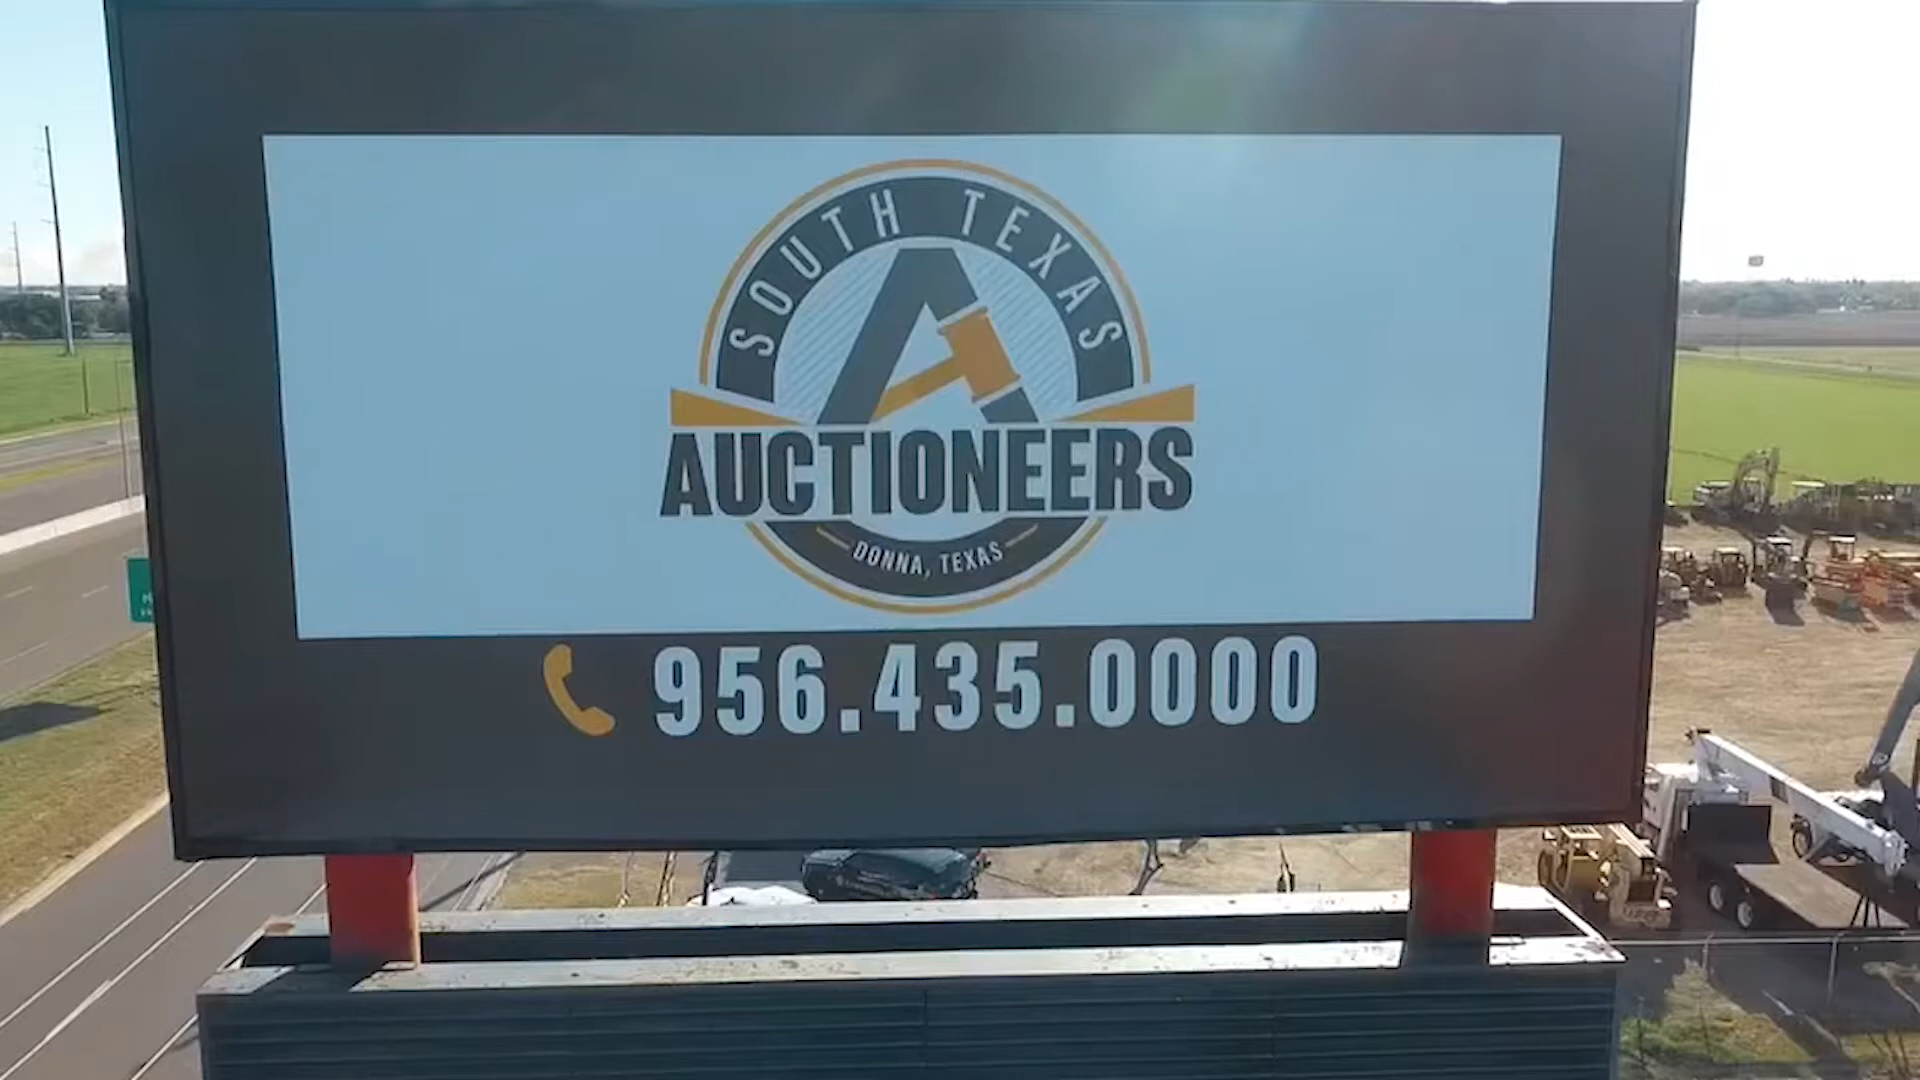 SOUTH TEXAS
AUCTIONEERS
DONNA, TEXAS
956.435.0000